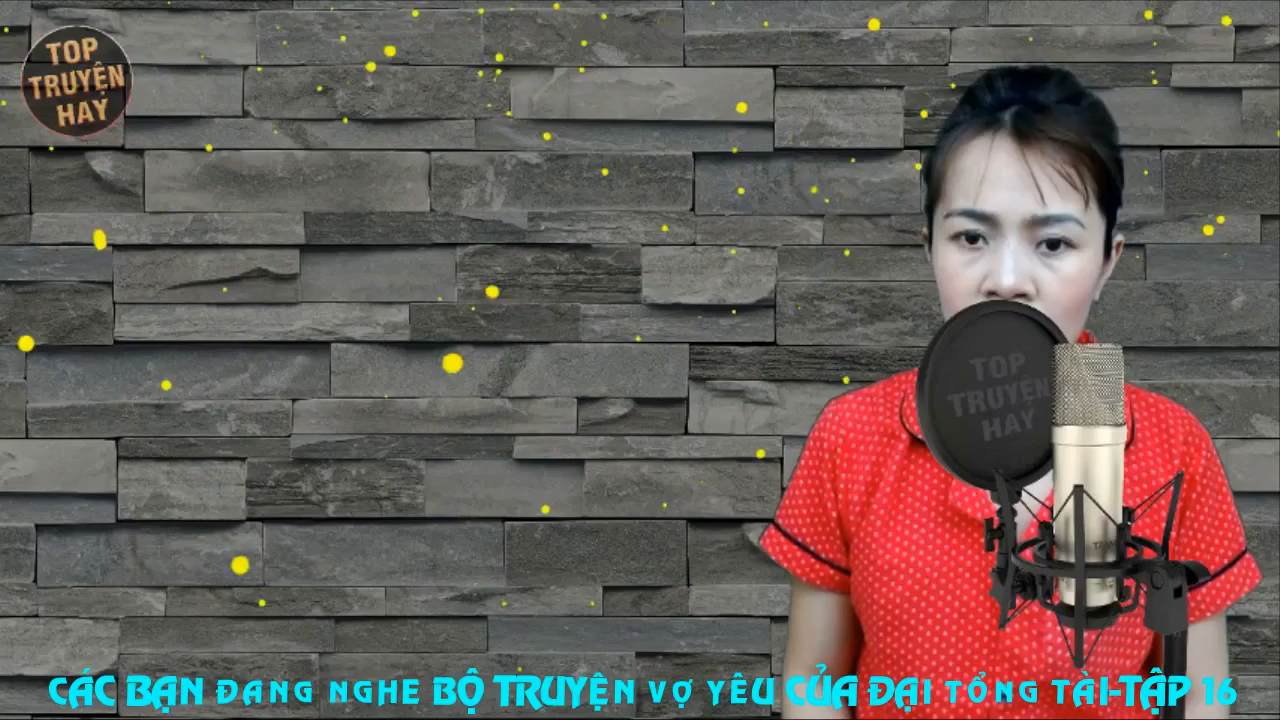 TOP
TRUYỆN
HAY
TOP
TRUYỆN
HAY
CÁC BẠN ĐANG NGHE BỘ TRUYỆN VỢ YÊU CỦA ĐẠI TỔNG TÀI-TẬP 16